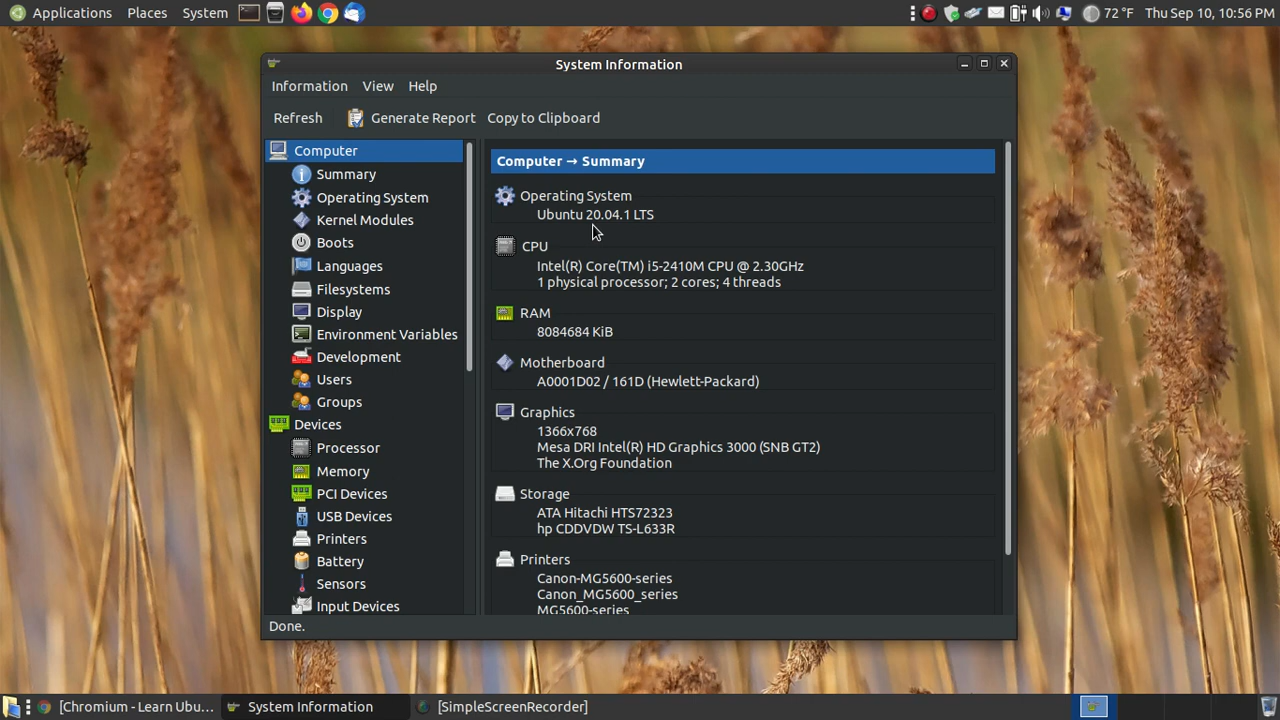 Applications Places System 72 °F Thu Sep 10, 10:56 PM
System Information
Information View Help
Refresh Generate Report Copy to Clipboard
Computer
Summary
Operating System
Kernel Modules
Boots
Languages
Filesystems
Display
Environment Variables
Development
Users
Groups
Devices
Processor
Memory
PCI Devices
USB Devices
Printers
Battery
Sensors
Input Devices
Computer → Summary
Operating System
Ubuntu 20.04.1 LTS
CPU
Intel(R) Core(TM) i5-2410M CPU @ 2.30GHz
1 physical processor; 2 cores; 4 threads
RAM
8084684 KiB
Motherboard
A0001D02 / 161D (Hewlett-Packard)
Graphics
1366x768
Mesa DRI Intel(R) HD Graphics 3000 (SNB GT2)
The X.Org Foundation
Storage
ATA Hitachi HTS72323
hp CDDVDW TS-L633R
Printers
Canon-MG5600-series
Canon_MG5600_series
MG5600-series
Done.
[Chromium - Learn Ubu... System Information [SimpleScreenRecorder]